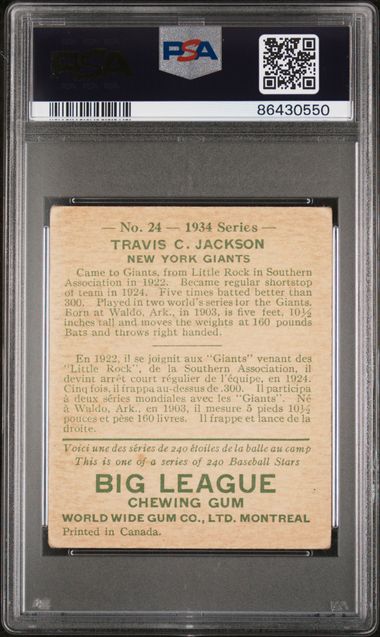 PSA
PSA
86430550
— No. 24 — 1934 Series —
TRAVIS C. JACKSON
NEW YORK GIANTS
Came to Giants, from Little Rock in Southern
Association in 1922. Became regular shortstop
of team in 1924. Five times batted better than
300. Played in two world's series for the Giants.
Born at Waldo, Ark., in 1903, is five feet, 10½
inches tall and moves the weights at 160 pounds
Bats and throws right handed.
En 1922, il se joignit aux "Giants" venant des
"Little Rock", de la Southern Association, il
devint arrêt court régulier de l'équipe, en 1924.
Cinq fois, il frappa au-dessus de .300. Il participa
à deux séries mondiales avec les "Giants". Né
à Waldo, Ark., en 1903, il mesure 5 pieds 10½
pouces et pèse 160 livres. Il frappe et lance de la
droite.
Voici une des séries de 240 étoiles de la balle au camp
This is one of a series of 240 Baseball Stars
BIG LEAGUE
CHEWING GUM
WORLD WIDE GUM CO., LTD. MONTREAL
Printed in Canada.